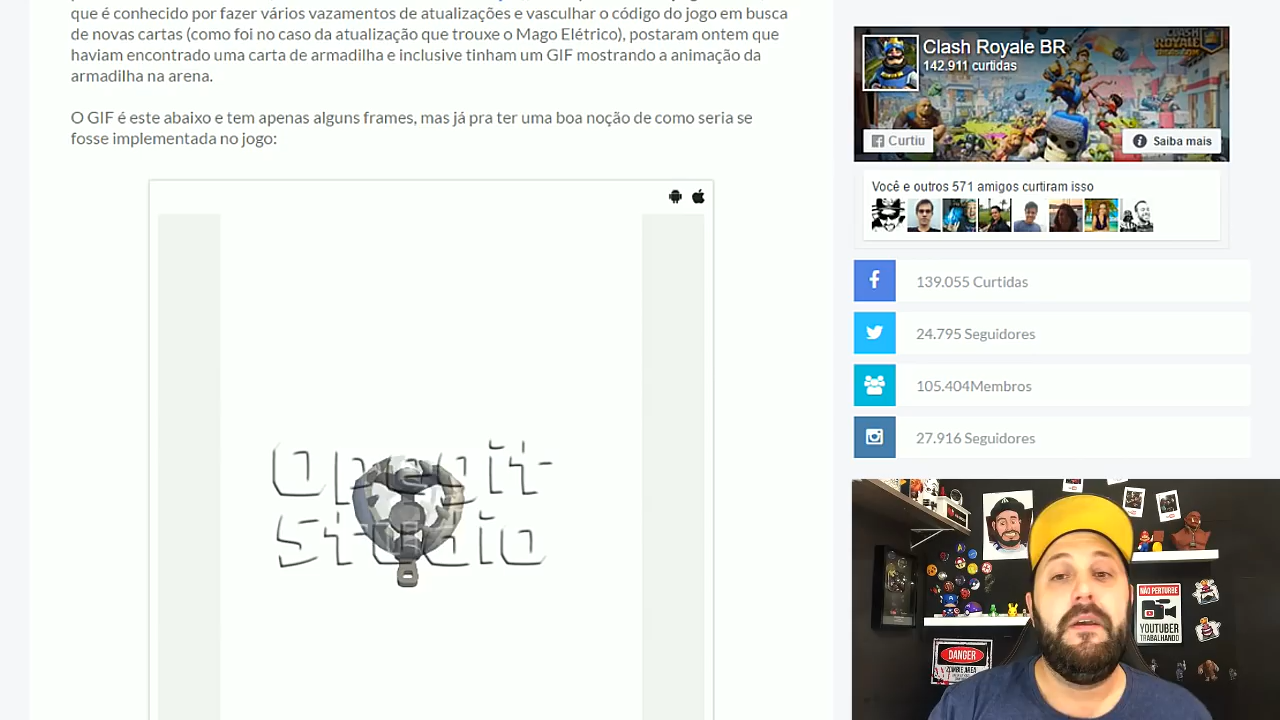 que é conhecido por fazer vários vazamentos de atualizações e vasculhar o código do jogo em busca
de novas cartas (como foi no caso da atualização que trouxe o Mago Elétrico), postaram ontem que
haviam encontrado uma carta de armadilha e inclusive tinham um GIF mostrando a animação da
armadilha na arena.
O GIF é este abaixo e tem apenas alguns frames, mas já pra ter uma boa noção de como seria se
fosse implementada no jogo:
Studio
Clash Royale BR
142.911 curtidas
CLASH
ROYALE
Curtiu
Saiba mais
Você e outros 571 amigos curtiram isso
139.055 Curtidas
24.795 Seguidores
105.404Membros
27.916 Seguidores
NÃO PERTURBE
YOUTUBER
TRABALHANDO
DANGER
ZOMBIE AREA